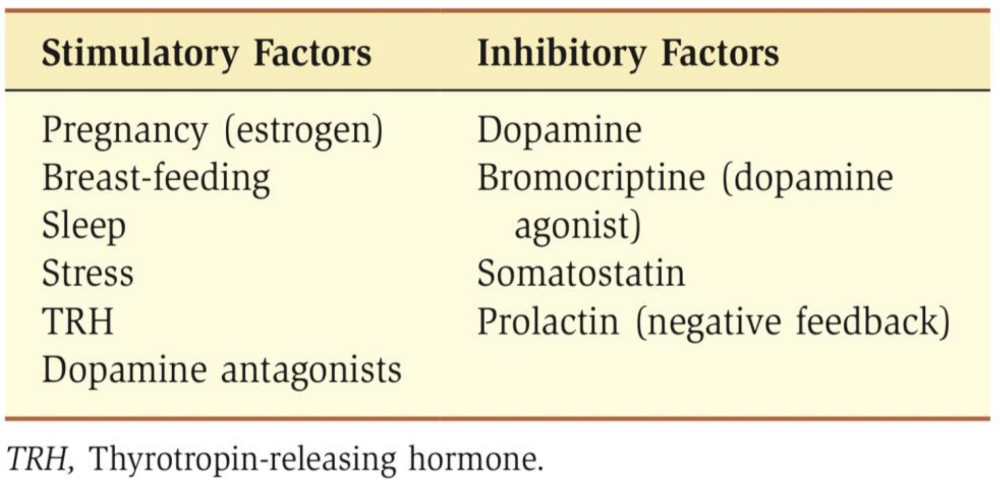 Stimulatory Factors Inhibitory Factors
Pregnancy (estrogen) Dopamine
Breast-feeding Bromocriptine (dopamine
Sleep agonist)
Stress Somatostatin
TRH Prolactin (negative feedback)
Dopamine antagonists
TRH, Thyrotropin-releasing hormone.